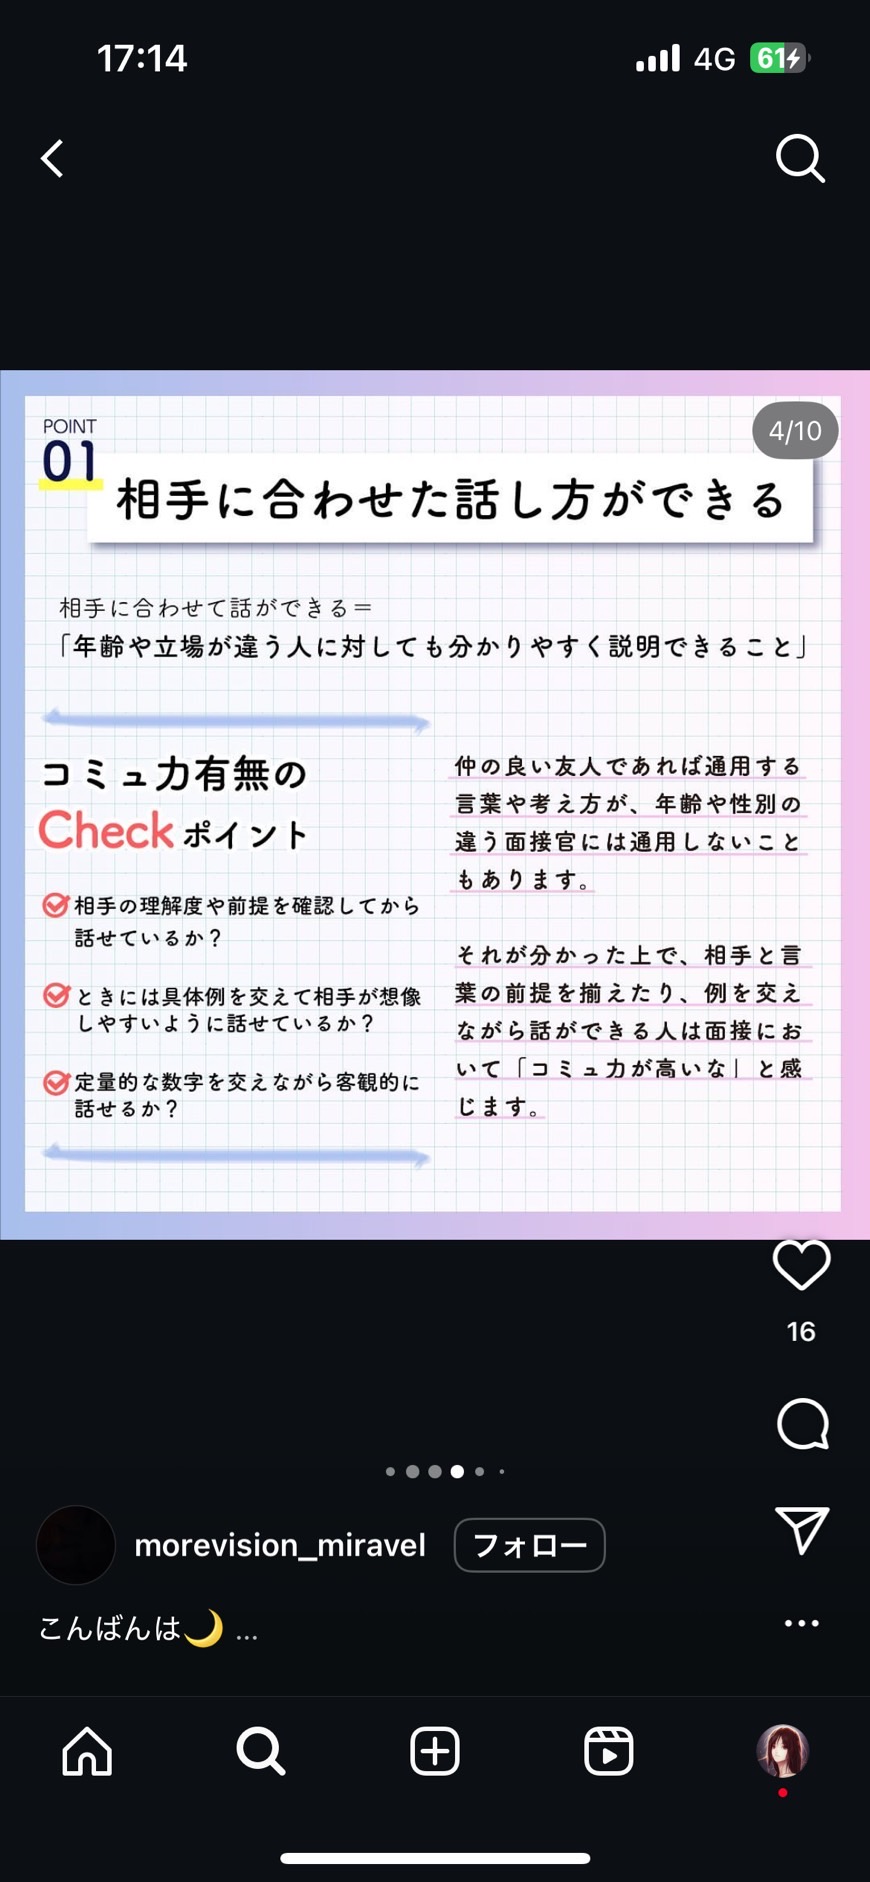 17:14
4G
61
POINT
01
4/10
相手に合わせた話し方ができる
相手に合わせて話ができる＝
「年齢や立場が違う人に対しても分かりやすく説明できること」
コミュ力有無の
Checkポイント
相手の理解度や前提を確認してから
話せているか？
ときには具体例を交えて相手が想像
しやすいように話せているか？
定量的な数字を交えながら客観的に
話せるか？
仲の良い友人であれば通用する
言葉や考え方が、年齢や性別の
違う面接官には通用しないこと
もあります。
それが分かった上で、相手と言
葉の前提を揃えたり、例を交え
ながら話ができる人は面接にお
いて「コミュ力が高いな」と感
じます。
16
morevision_miravel
フォロー
こんばんは🌙 ...